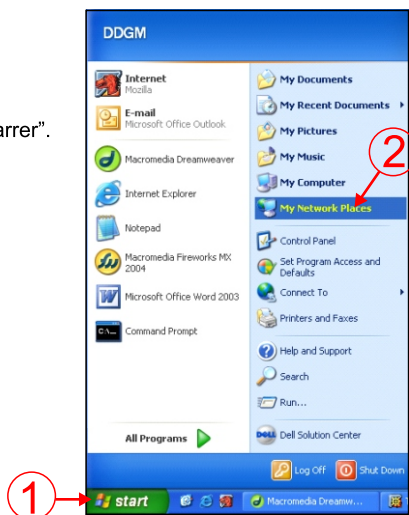 DDGM
arrer”.
Internet
Mozilla
E-mail
Microsoft Office Outlook
Macromedia Dreamweaver
Internet Explorer
Notepad
Macromedia Fireworks MX
2004
Microsoft Office Word 2003
Command Prompt
All Programs
My Documents
My Recent Documents
My Pictures
My Music
2
My Computer
My Network Places
Control Panel
Set Program Access and
Defaults
Connect To
Printers and Faxes
Help and Support
Search
Run...
Dell Solution Center
Log Off Shut Down
1
start Macromedia Dreamw...